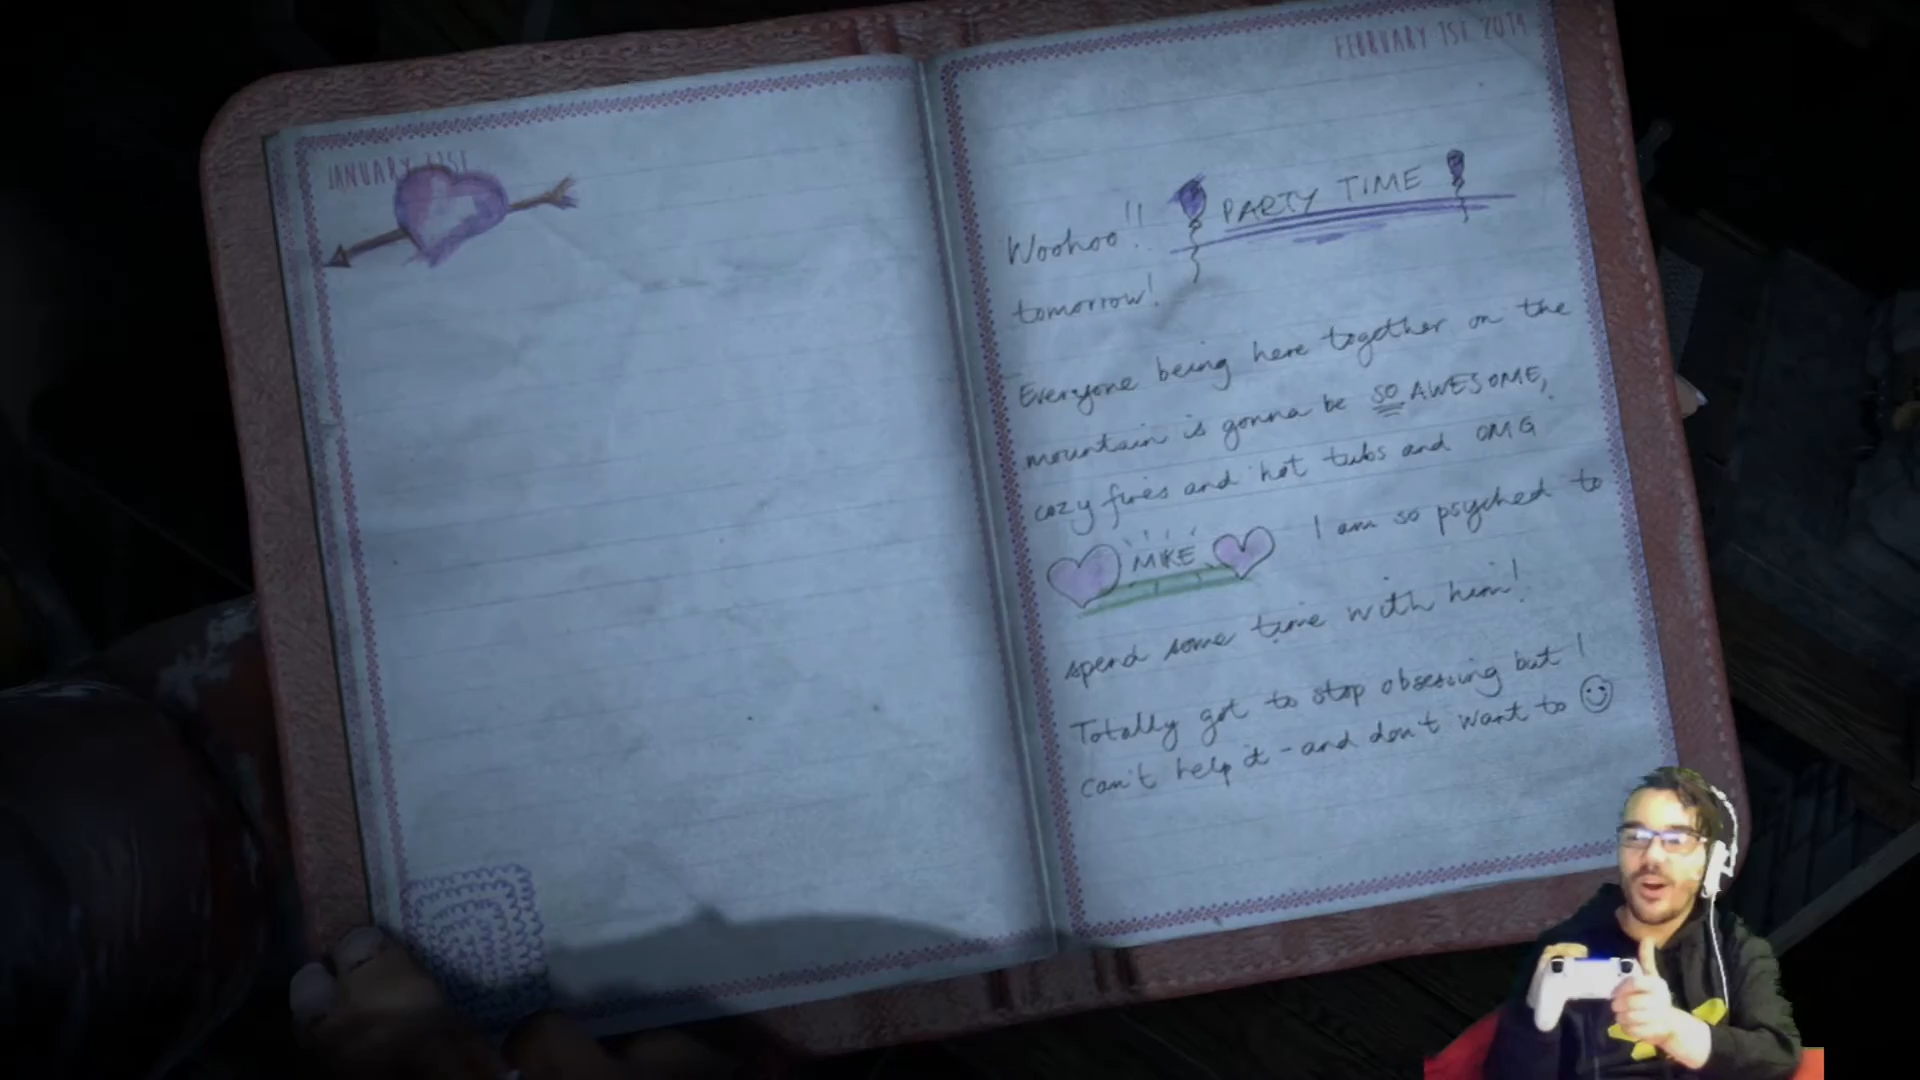 JANUARY 31ST
FEBRUARY 1ST 2014
Woohoo!! PARTY TIME
tomorrow!
Everyone being here together on the
mountain is gonna be SO AWESOME,
cozy fires and hot tubs and OMG
MIKE I am so psyched to
spend some time with him!
Totally got to stop obsessing but I
can't help it - and don't want to